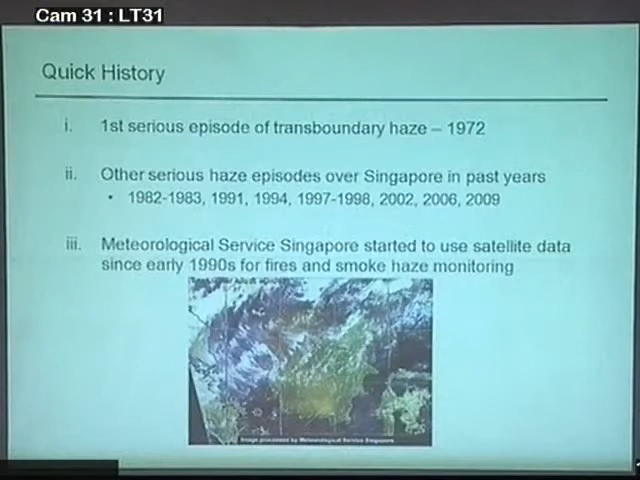 Cam 31 : LT31
Quick History
i. 1st serious episode of transboundary haze – 1972
ii. Other serious haze episodes over Singapore in past years
• 1982-1983, 1991, 1994, 1997-1998, 2002, 2006, 2009
iii. Meteorological Service Singapore started to use satellite data
since early 1990s for fires and smoke haze monitoring
Image processed by Meteorological Service Singapore